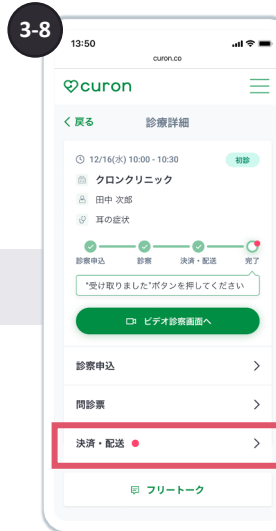 3-8
13:50
curon.co
curon
戻る 診療詳細
12/16(水) 10:00 - 10:30 初診
クロンクリニック
田中 次郎
耳の症状
診察申込 診察 決済・配送 完了
"受け取りました"ボタンを押してください
ビデオ診察画面へ
診察申込
問診票
決済・配送
フリートーク